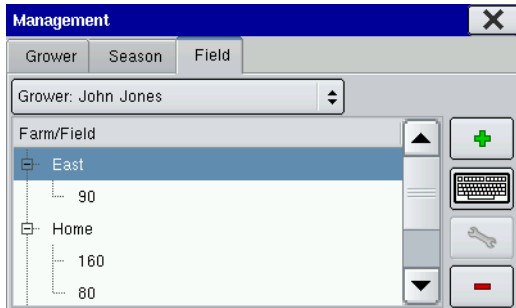 Management
Grower Season Field
Grower: John Jones
Farm/Field
East
90
Home
160
80